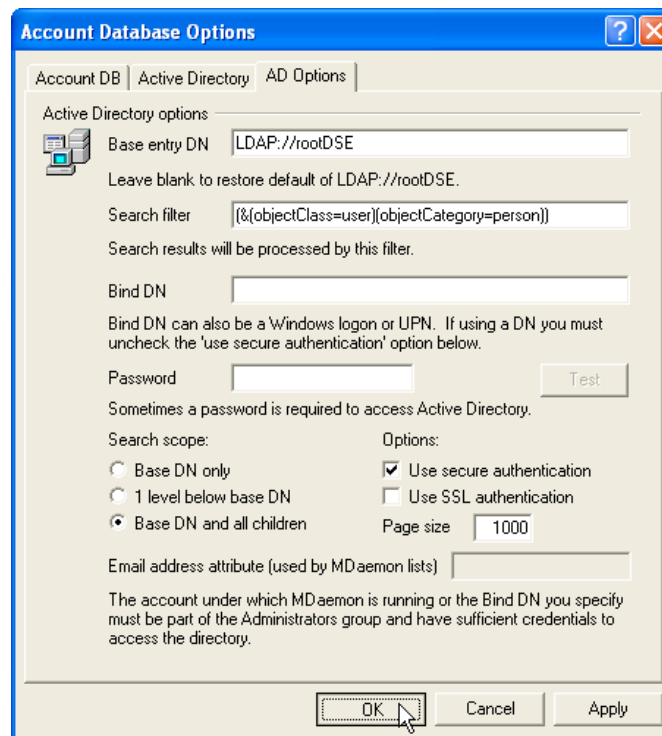 Account Database Options
Account DB
Active Directory
AD Options
Active Directory options
Base entry DN
LDAP://rootDSE
Leave blank to restore default of LDAP://rootDSE.
Search filter
(&(objectClass=user)(objectCategory=person))
Search results will be processed by this filter.
Bind DN
Bind DN can also be a Windows logon or UPN. If using a DN you must
uncheck the 'use secure authentication' option below.
Password
Test
Sometimes a password is required to access Active Directory.
Search scope:
Options:
Base DN only
Use secure authentication
1 level below base DN
Use SSL authentication
Base DN and all children
Page size
1000
Email address attribute (used by MDaemon lists)
The account under which MDaemon is running or the Bind DN you specify
must be part of the Administrators group and have sufficient credentials to
access the directory.
OK
Cancel
Apply